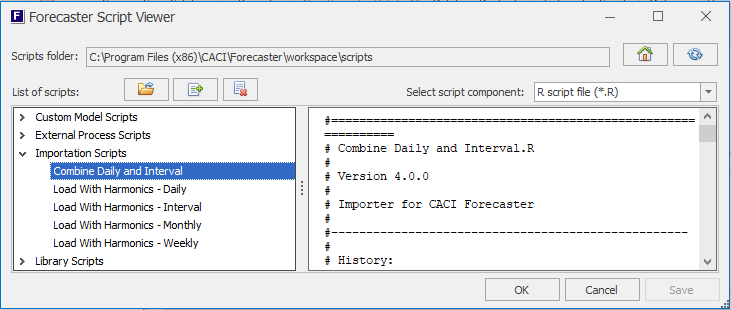 F Forecaster Script Viewer
Scripts folder: C:\Program Files (x86)\CACI\Forecaster\workspace\scripts
List of scripts: Select script component: R script file (*.R)
Custom Model Scripts
External Process Scripts
Importation Scripts
Combine Daily and Interval
Load With Harmonics - Daily
Load With Harmonics - Interval
Load With Harmonics - Monthly
Load With Harmonics - Weekly
Library Scripts
#====================================================
==========
# Combine Daily and Interval.R
#
# Version 4.0.0
#
# Importer for CACI Forecaster
#
#---------------------------------------------------
#
# History:
OK Cancel Save